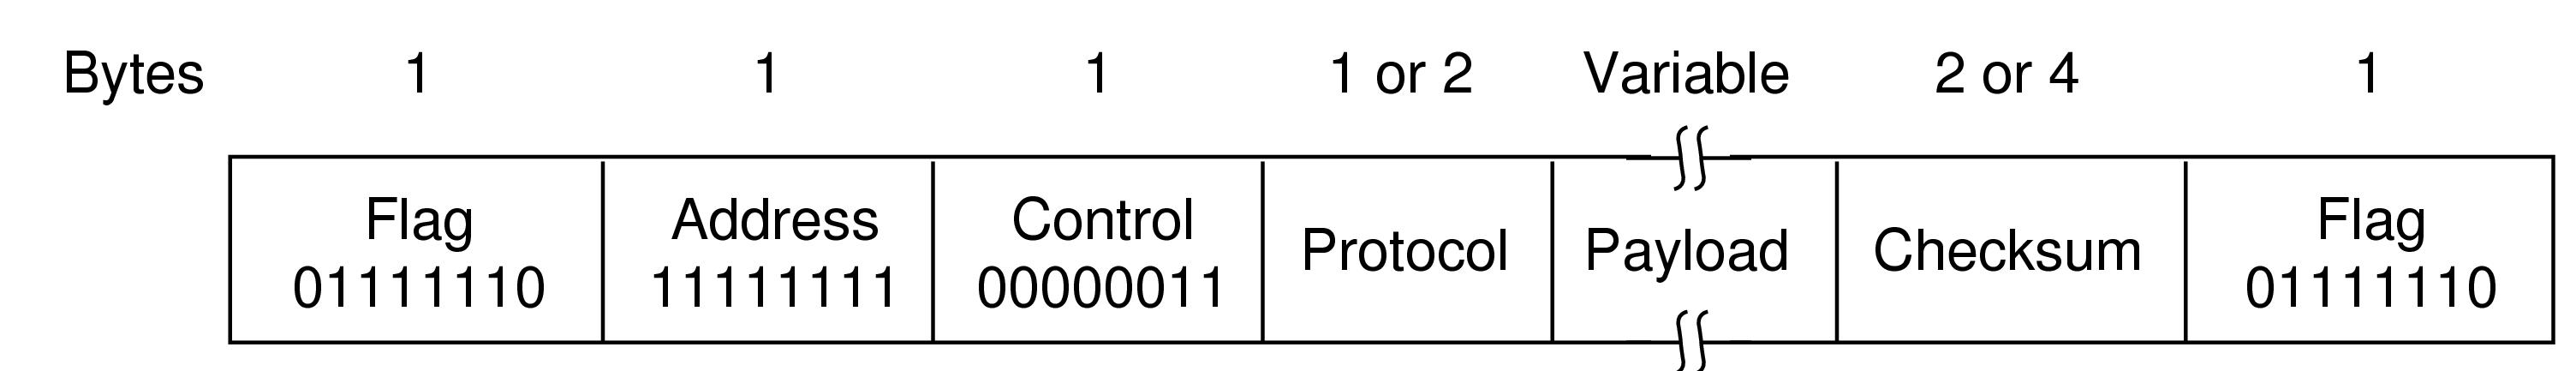 Bytes 1 1 1 1 or 2 Variable 2 or 4 1
Flag Address Control Protocol Payload Checksum Flag
01111110 11111111 00000011 01111110